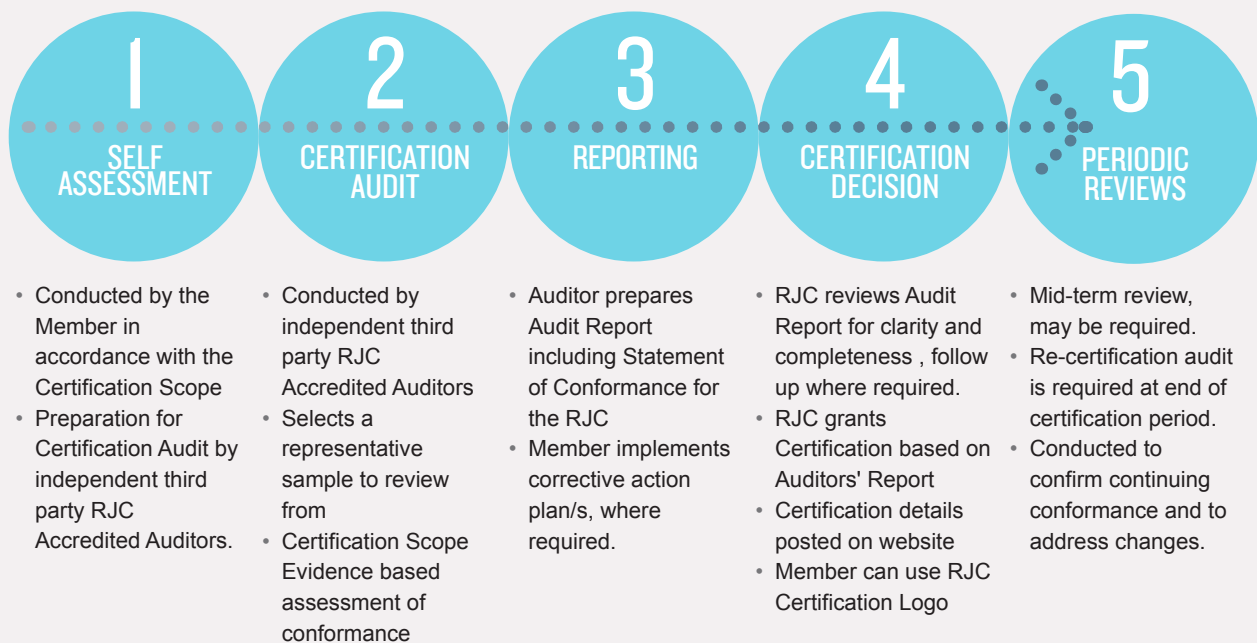 1
SELF
ASSESSMENT
• Conducted by the
Member in
accordance with the
Certification Scope
• Preparation for
Certification Audit by
independent third
party RJC
Accredited Auditors.
2
CERTIFICATION
AUDIT
• Conducted by
independent third
party RJC
Accredited Auditors
• Selects a
representative
sample to review
from
• Certification Scope
Evidence based
assessment of
conformance
3
REPORTING
• Auditor prepares
Audit Report
including Statement
of Conformance for
the RJC
• Member implements
corrective action
plan/s, where
required.
4
CERTIFICATION
DECISION
• RJC reviews Audit
Report for clarity and
completeness , follow
up where required.
• RJC grants
Certification based on
Auditors' Report
• Certification details
posted on website
• Member can use RJC
Certification Logo
5
PERIODIC
REVIEWS
• Mid-term review,
may be required.
• Re-certification audit
is required at end of
certification period.
• Conducted to
confirm continuing
conformance and to
address changes.